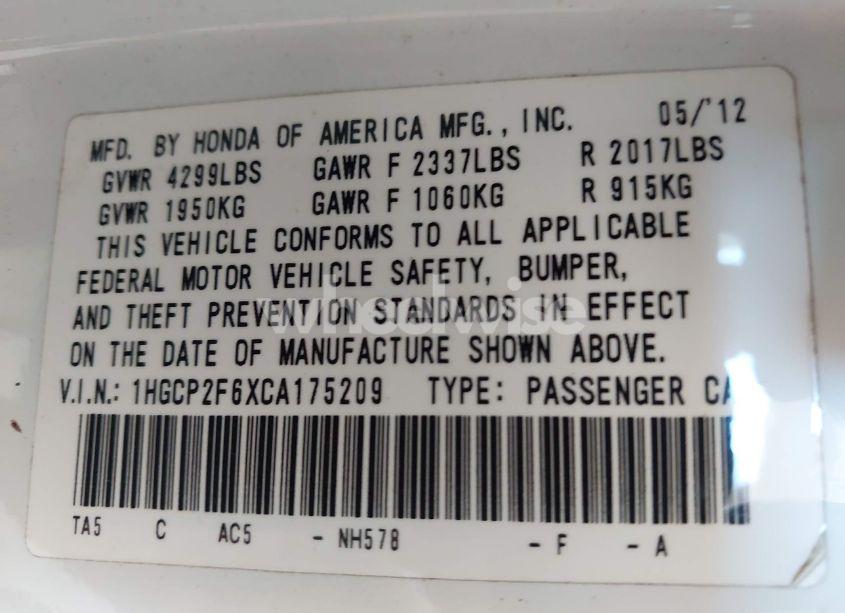 MFD. BY HONDA OF AMERICA MFG., INC. 05/'12
GVWR 4299LBS GAWR F 2337LBS R 2017LBS
GVWR 1950KG GAWR F 1060KG R 915KG
THIS VEHICLE CONFORMS TO ALL APPLICABLE
FEDERAL MOTOR VEHICLE SAFETY, BUMPER,
AND THEFT PREVENTION STANDARDS IN EFFECT
ON THE DATE OF MANUFACTURE SHOWN ABOVE.
V.I.N.: 1HGCP2F6XCA175209 TYPE: PASSENGER CA
TA5 C AC5 - NH578 - F - A